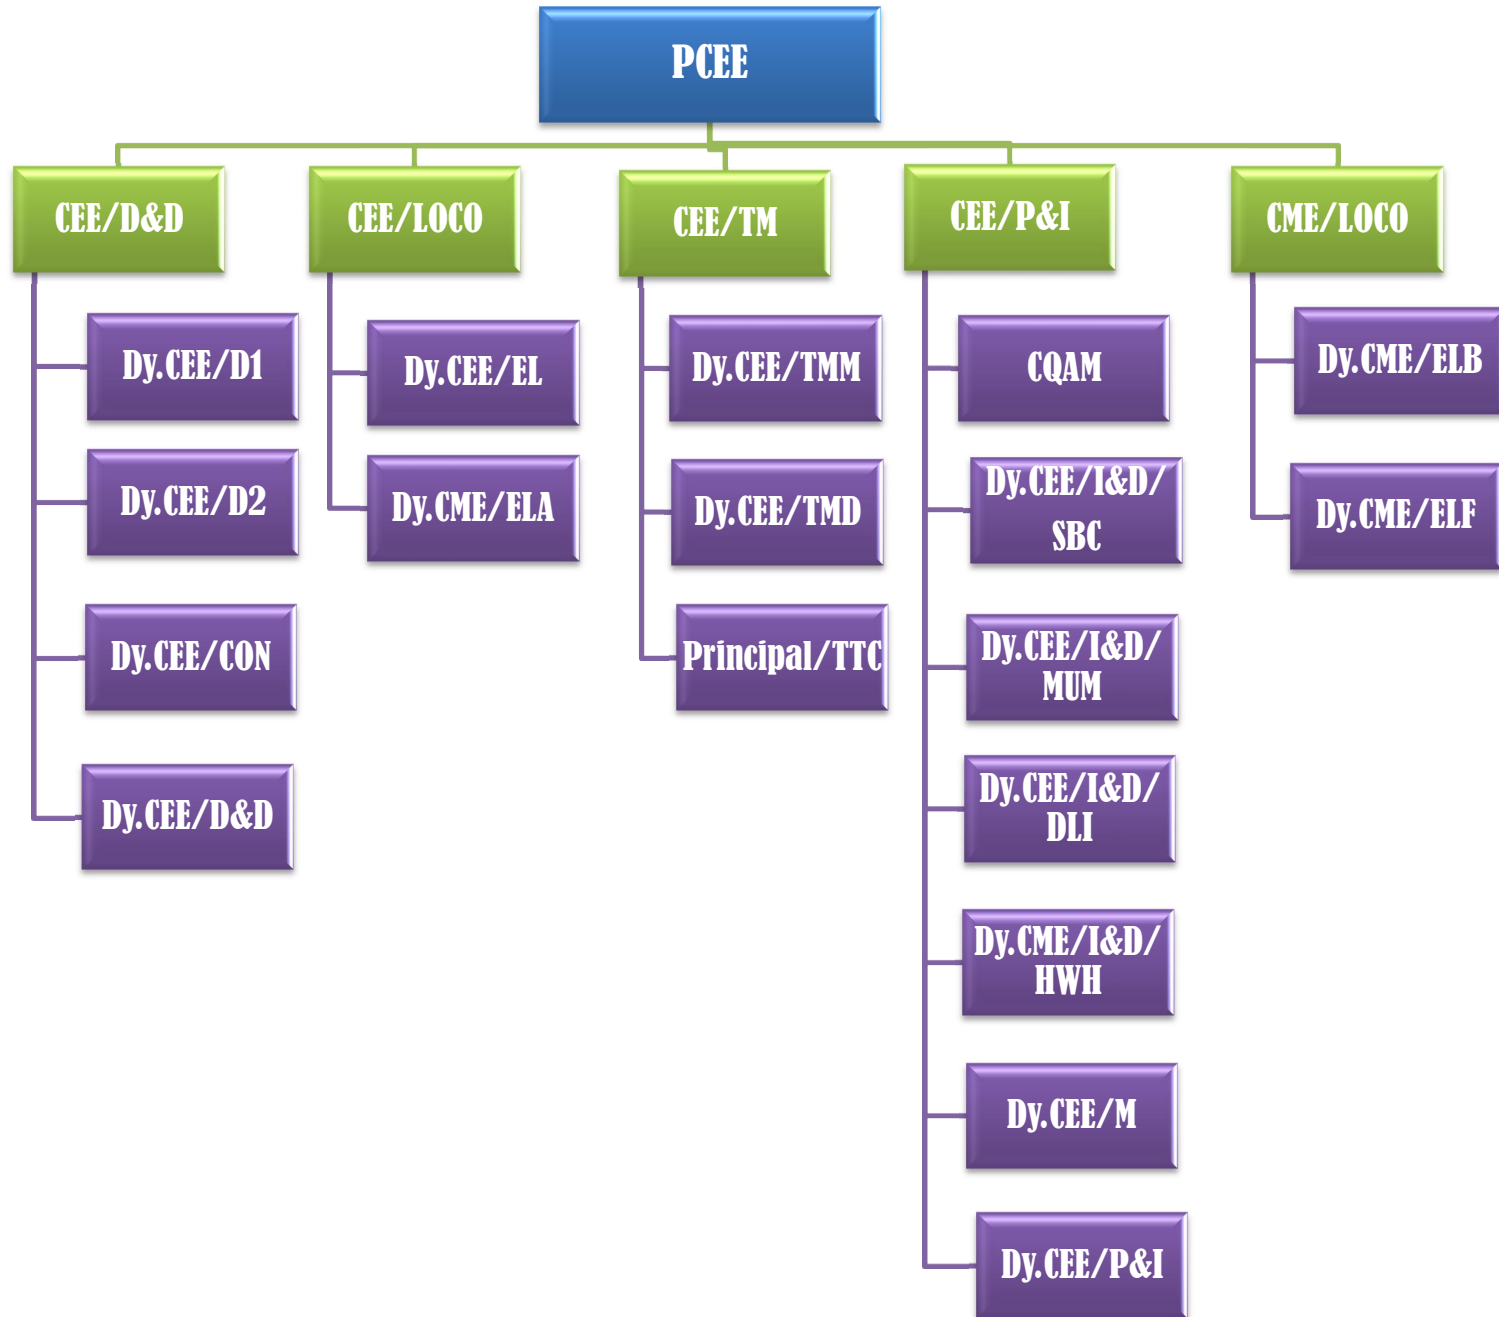 PCEE
CEE/D&D
CEE/LOCO
CEE/TM
CEE/P&I
CME/LOCO
Dy.CEE/D1
Dy.CEE/D2
Dy.CEE/CON
Dy.CEE/D&D
Dy.CEE/EL
Dy.CME/ELA
Dy.CEE/TMM
Dy.CEE/TMD
Principal/TTC
CQAM
Dy.CEE/I&D/
SBC
Dy.CEE/I&D/
MUM
Dy.CEE/I&D/
DLI
Dy.CME/I&D/
HWH
Dy.CEE/M
Dy.CEE/P&I
Dy.CME/ELB
Dy.CME/ELF